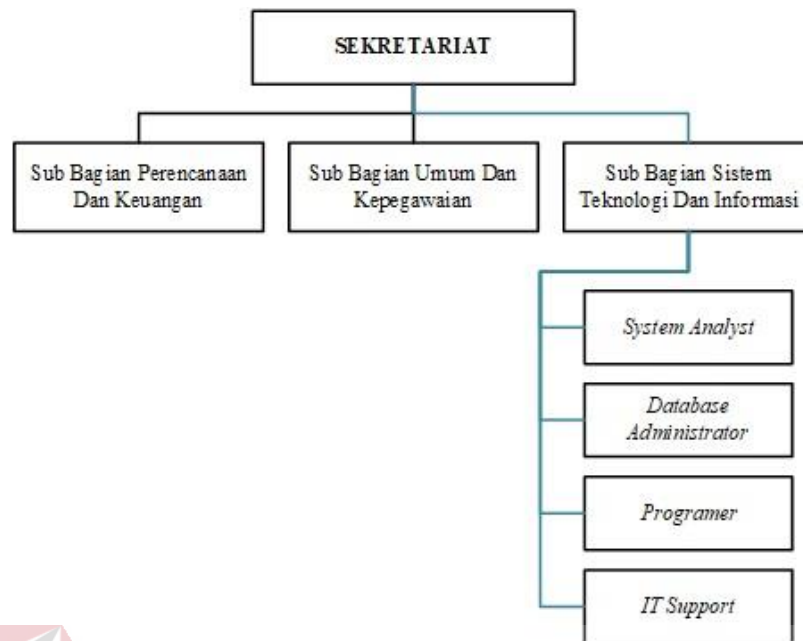 SEKRETARIAT
Sub Bagian Perencanaan
Dan Keuangan
Sub Bagian Umum Dan
Kepegawaian
Sub Bagian Sistem
Teknologi Dan Informasi
System Analyst
Database
Administrator
Programer
IT Support